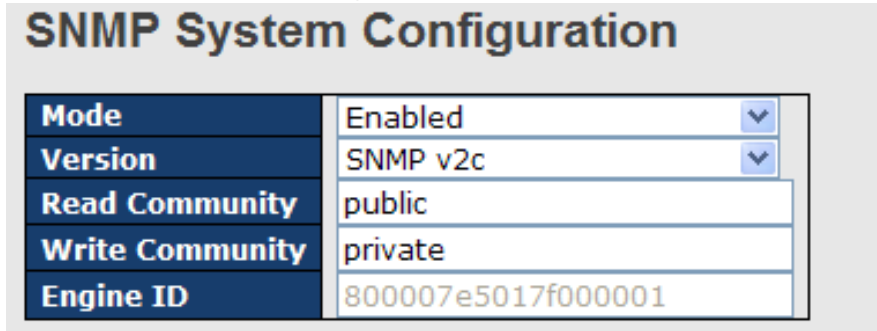 SNMP System Configuration
Mode Enabled
Version SNMP v2c
Read Community public
Write Community private
Engine ID 800007e5017f000001